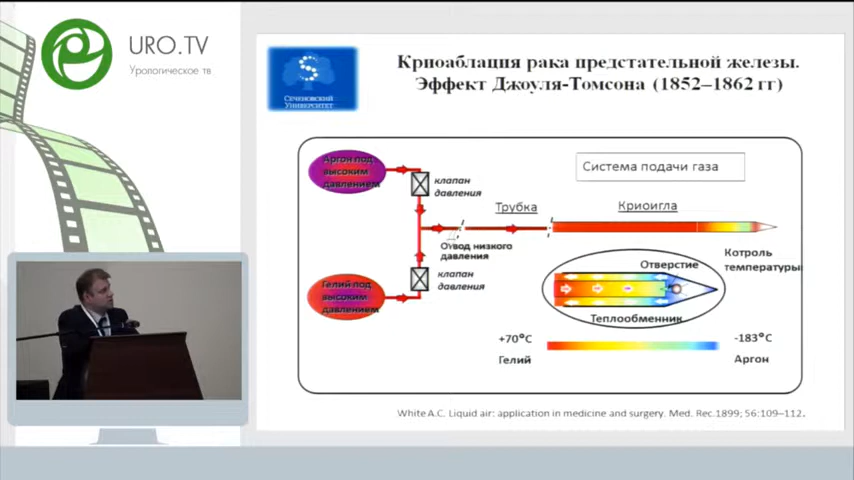 URO.TV
Урологическое тв
СЕЧЕНОВСКИЙ
УНИВЕРСИТЕТ
Криоаблация рака предстательной железы.
Эффект Джоуля-Томсона (1852–1862 гг)
Аргон под
высоким
давлением
клапан
давления
Система подачи газа
Трубка
Криоигла
Отвод низкого
давления
Гелий под
высоким
давлением
клапан
давления
Отверстие
Котроль
температуры
Теплообменник
+70°C
Гелий
-183°C
Аргон
White A.C. Liquid air: application in medicine and surgery. Med. Rec.1899; 56:109–112.